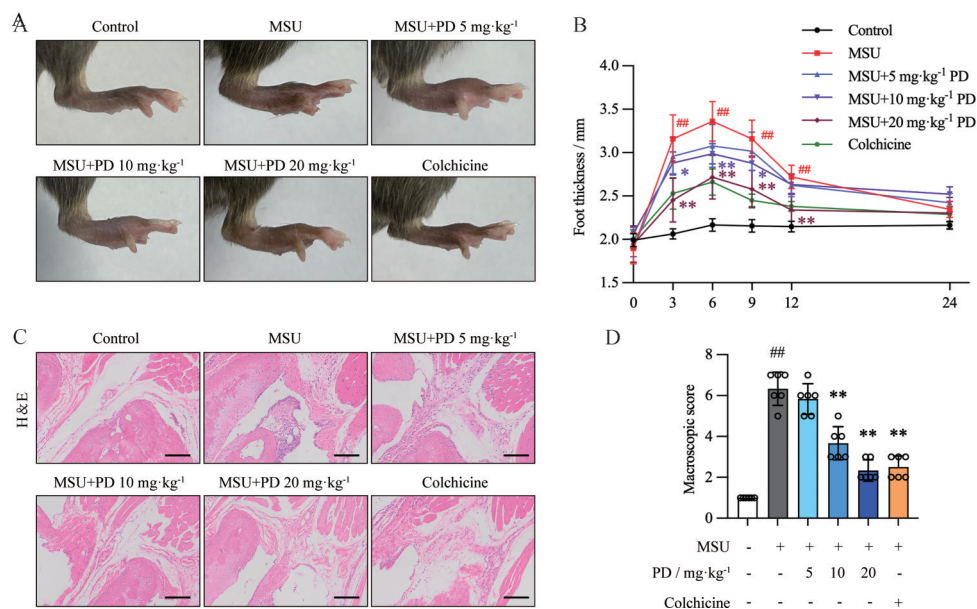 A
Control MSU MSU+PD 5 mg·kg⁻¹
MSU+PD 10 mg·kg⁻¹ MSU+PD 20 mg·kg⁻¹ Colchicine
B
Control
MSU
MSU+5 mg·kg⁻¹ PD
MSU+10 mg·kg⁻¹ PD
MSU+20 mg·kg⁻¹ PD
Colchicine
Foot thickness / mm
4.0
3.5
3.0
2.5
2.0
1.5
## ## ## ##
* ** *
** ** ** **
0 3 6 9 12 24
C
Control MSU MSU+PD 5 mg·kg⁻¹
H&E
MSU+PD 10 mg·kg⁻¹ MSU+PD 20 mg·kg⁻¹ Colchicine
D
Macroscopic score
8
6
4
2
0
## ** ** **
MSU - + + + + +
PD / mg·kg⁻¹ - - 5 10 20 -
Colchicine - - - - - +